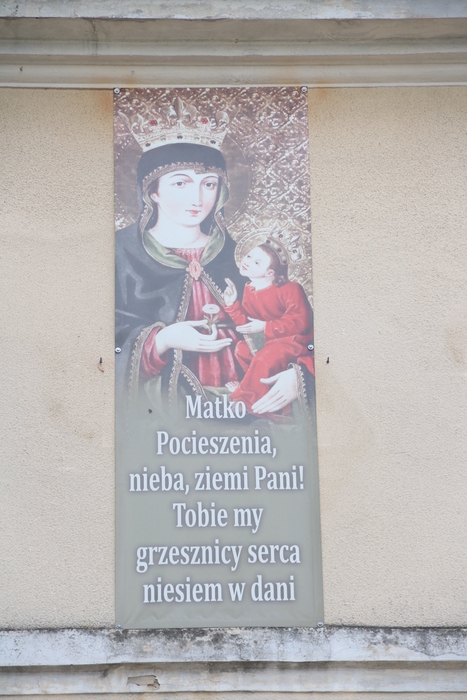 Matko
Pocieszenia,
nieba, ziemi Pani!
Tobie my
grzesznicy serca
niesiem w dani